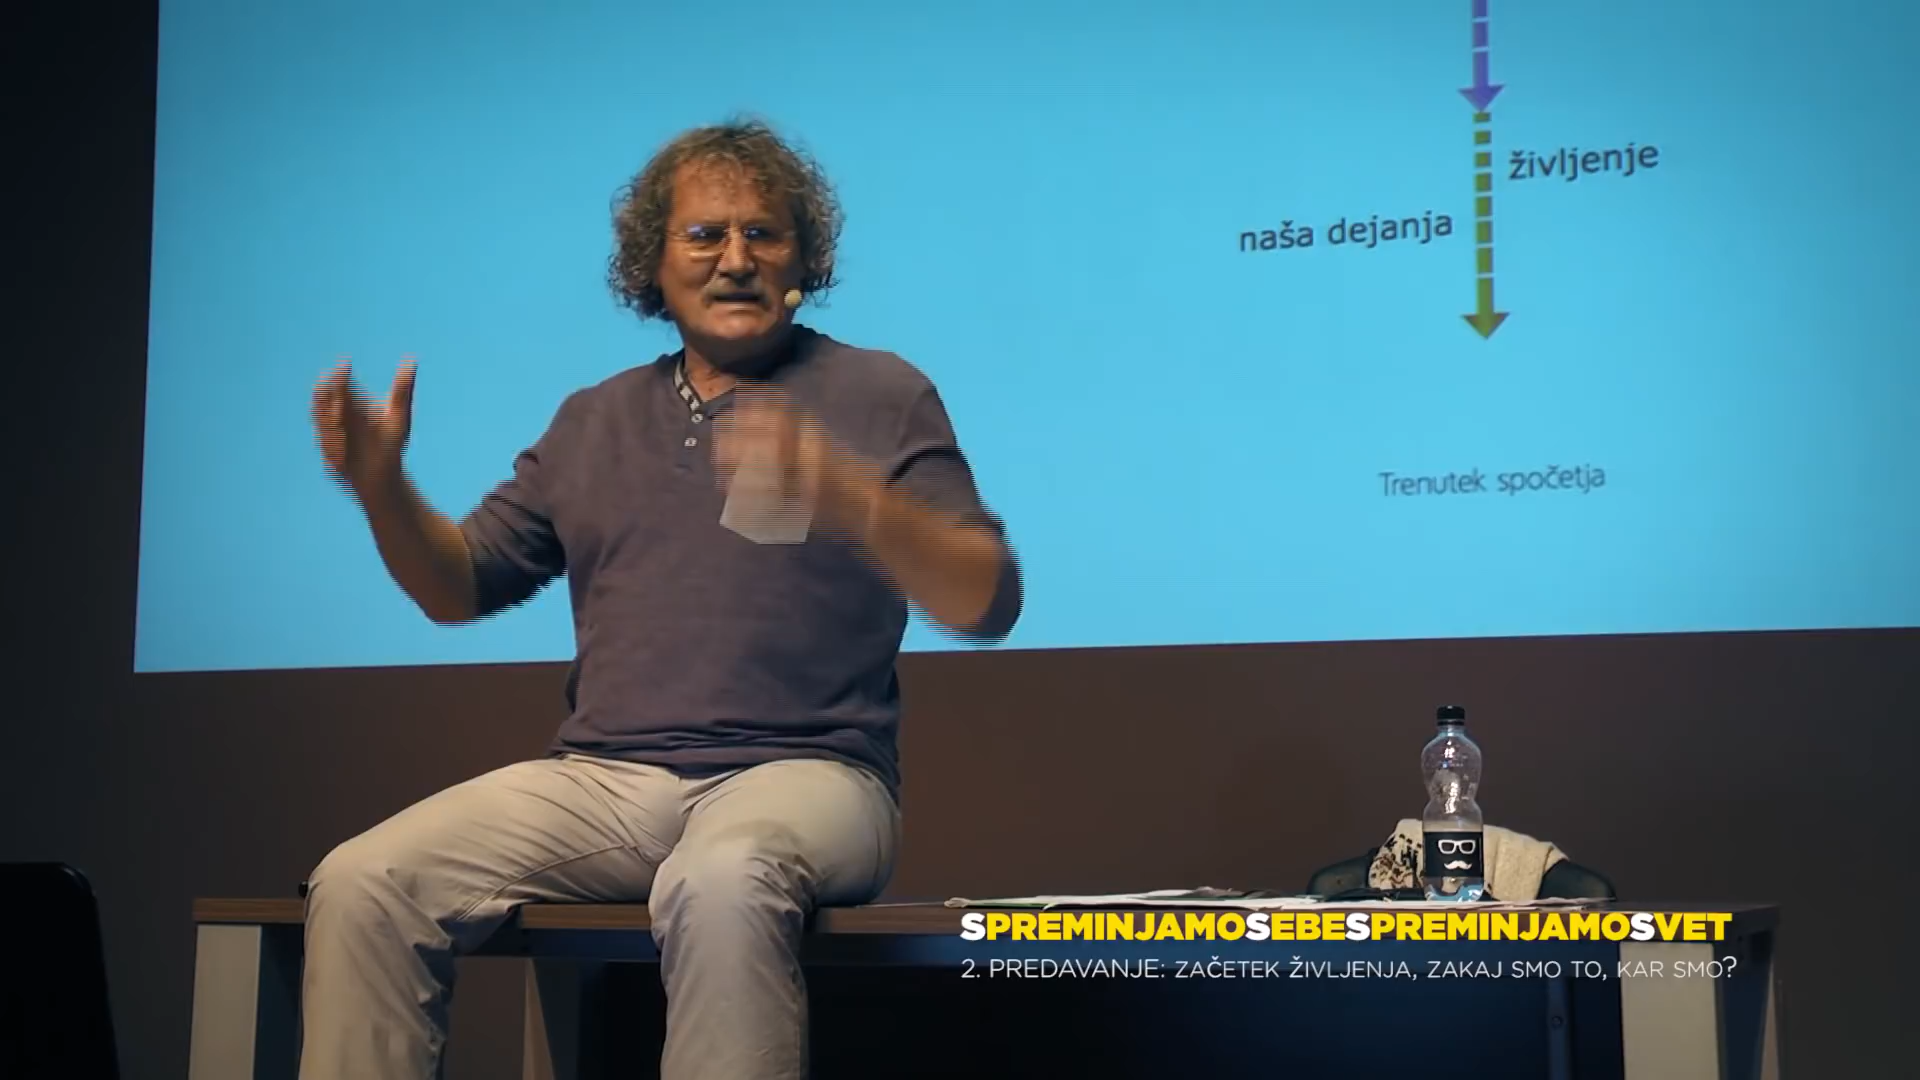 življenje
naša dejanja
Trenutek spočetja
SPREMINJAMOSEBESPREMINJAMOSVET
2. PREDAVANJE: ZAČETEK ŽIVLJENJA, ZAKAJ SMO TO, KAR SMO?